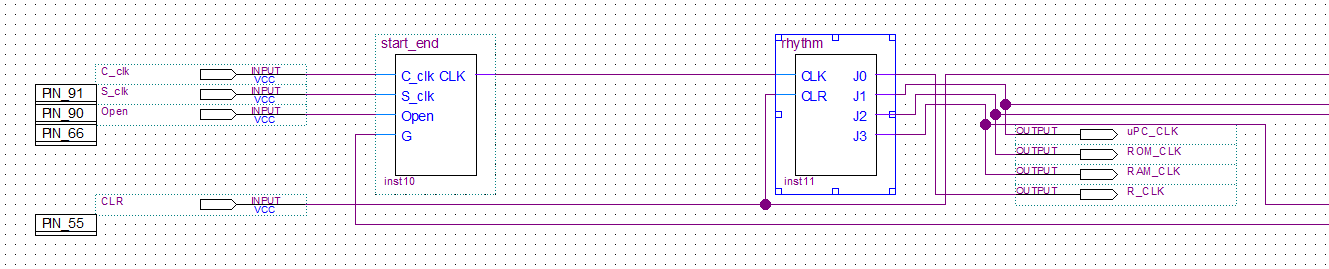 start_end
rhythm
C_clk
INPUT
VCC
C_clk CLK
CLK
J0
PIN_91
S_clk
INPUT
VCC
S_clk
CLR
J1
PIN_90
Open
INPUT
VCC
Open
J2
PIN_66
G
J3
OUTPUT
uPC_CLK
OUTPUT
ROM_CLK
OUTPUT
RAM_CLK
inst10
inst11
OUTPUT
R_CLK
CLR
INPUT
VCC
PIN_55